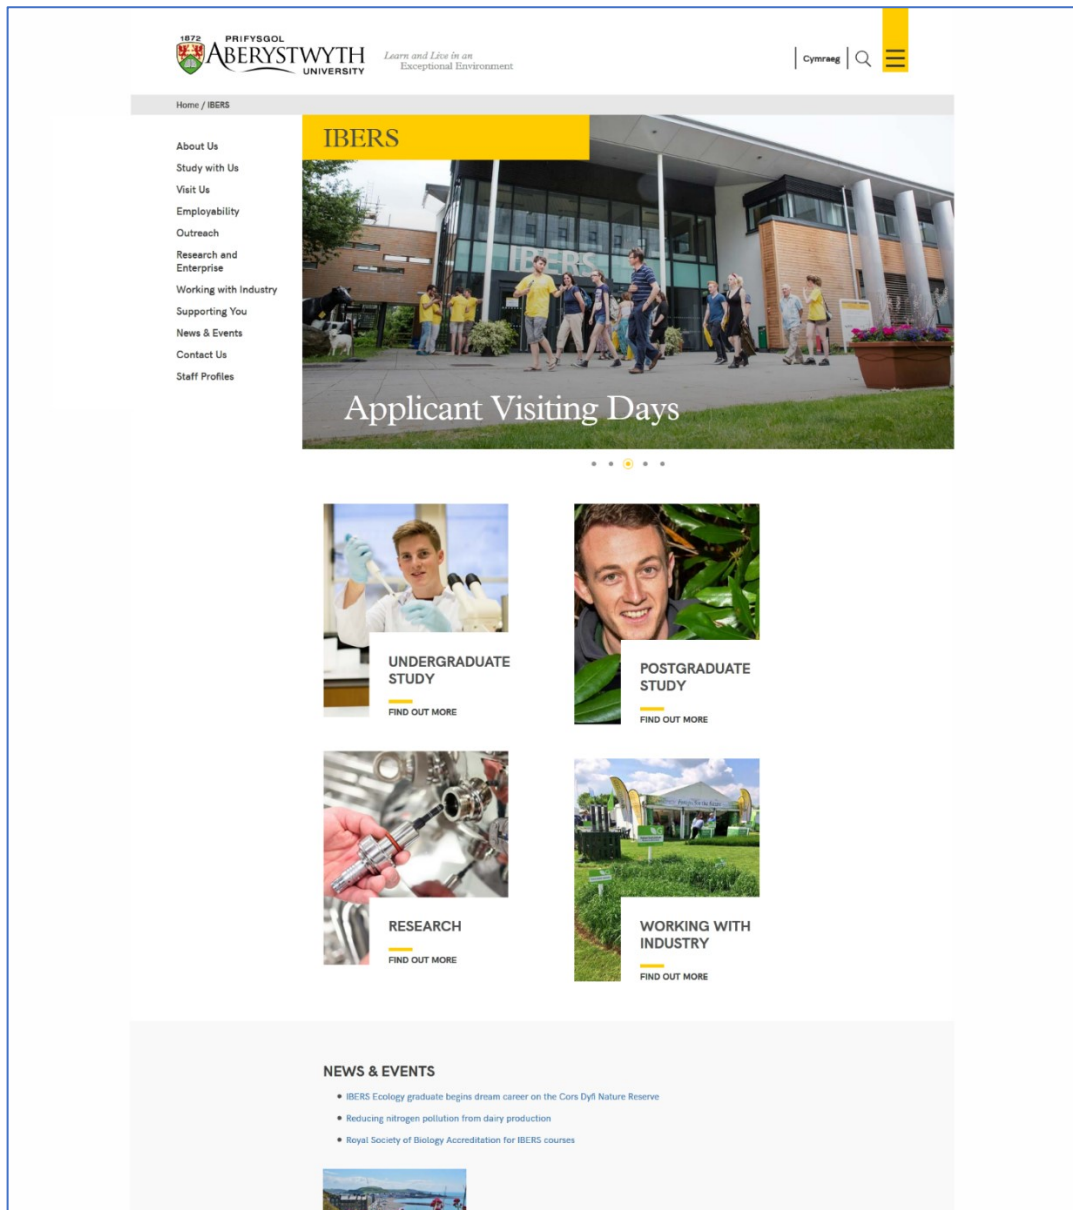 1872
PRIFYSGOL
ABERYSTWYTH
UNIVERSITY
Learn and Live in an
Exceptional Environment
Cymraeg
Home / IBERS
About Us
Study with Us
Visit Us
Employability
Outreach
Research and
Enterprise
Working with Industry
Supporting You
News & Events
Contact Us
Staff Profiles
IBERS
IBERS
Applicant Visiting Days
UNDERGRADUATE
STUDY
FIND OUT MORE
POSTGRADUATE
STUDY
FIND OUT MORE
RESEARCH
FIND OUT MORE
WORKING WITH
INDUSTRY
FIND OUT MORE
NEWS & EVENTS
IBERS Ecology graduate begins dream career on the Cors Dyfi Nature Reserve
Reducing nitrogen pollution from dairy production
Royal Society of Biology Accreditation for IBERS courses